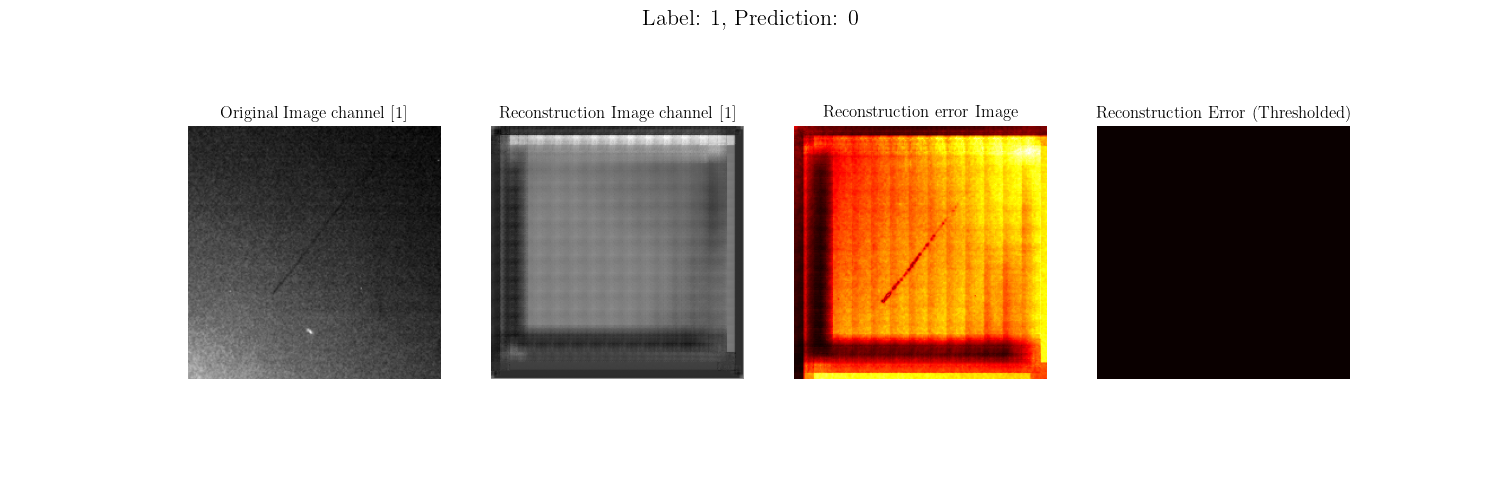 Label: 1, Prediction: 0
Original Image channel [1]
Reconstruction Image channel [1]
Reconstruction error Image
Reconstruction Error (Thresholded)